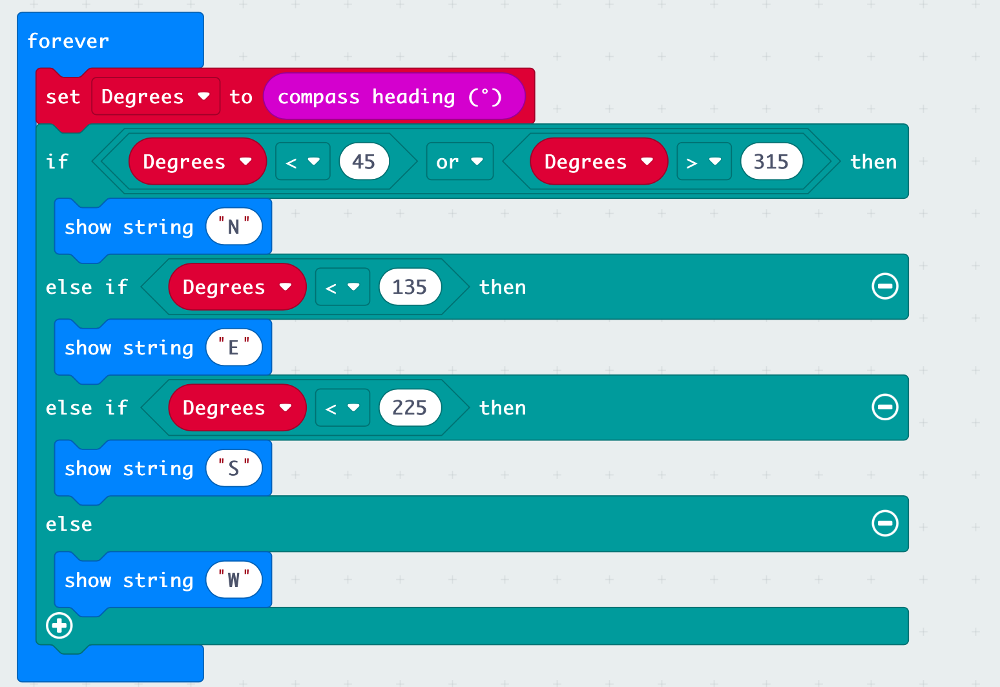 forever
set Degrees to compass heading (°)
if Degrees < 45 or Degrees > 315 then
show string "N"
else if Degrees < 135 then
show string "E"
else if Degrees < 225 then
show string "S"
else
show string "W"